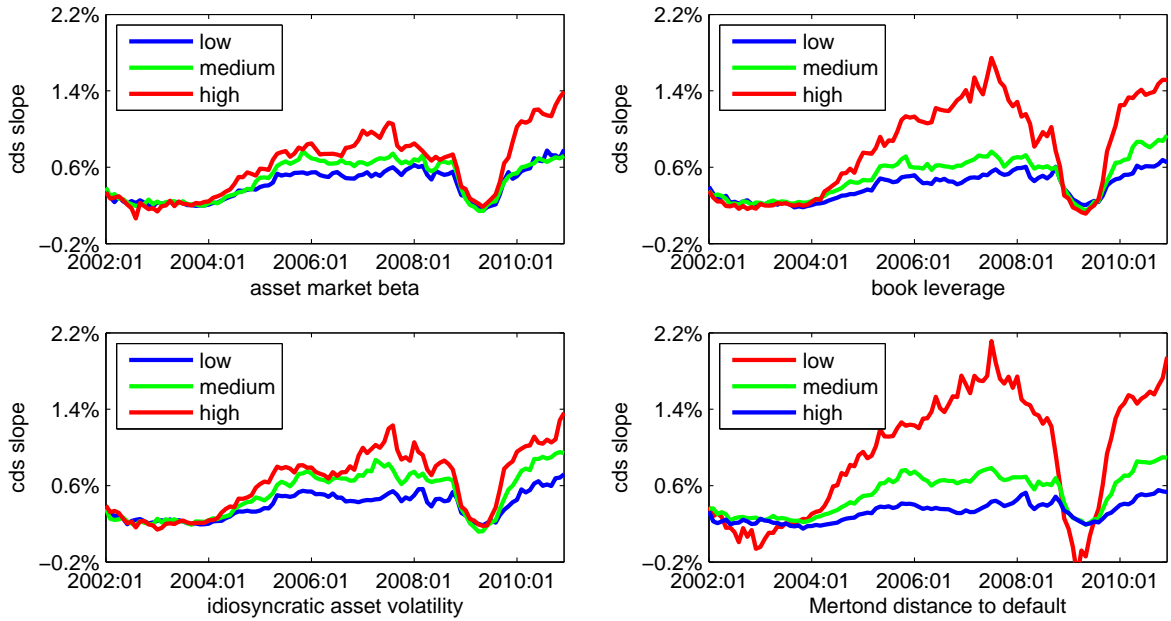 2.2%
1.4%
0.6%
−0.2%
cds slope
low
medium
high
2002:01 2004:01 2006:01 2008:01 2010:01
asset market beta
2.2%
1.4%
0.6%
−0.2%
cds slope
low
medium
high
2002:01 2004:01 2006:01 2008:01 2010:01
book leverage
2.2%
1.4%
0.6%
−0.2%
cds slope
low
medium
high
2002:01 2004:01 2006:01 2008:01 2010:01
idiosyncratic asset volatility
2.2%
1.4%
0.6%
−0.2%
cds slope
low
medium
high
2002:01 2004:01 2006:01 2008:01 2010:01
Mertond distance to default